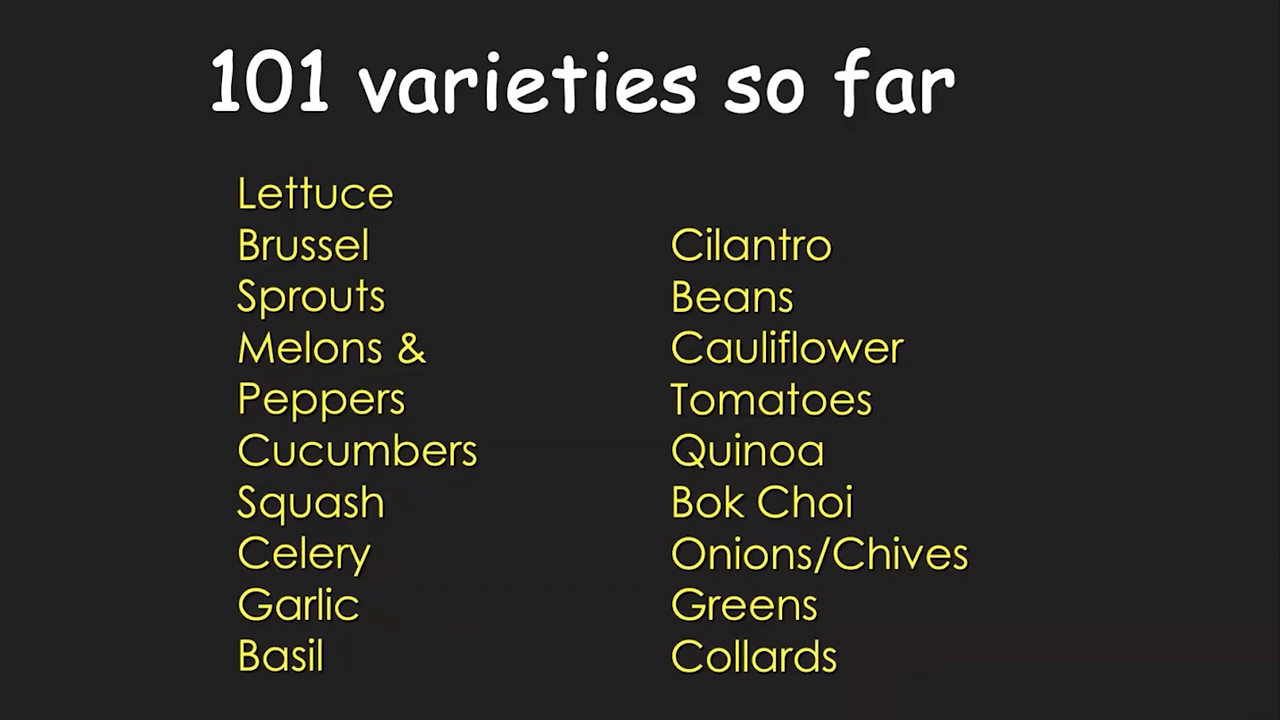 101 varieties so far
Lettuce
Brussel
Sprouts
Melons &
Peppers
Cucumbers
Squash
Celery
Garlic
Basil
Cilantro
Beans
Cauliflower
Tomatoes
Quinoa
Bok Choi
Onions/Chives
Greens
Collards